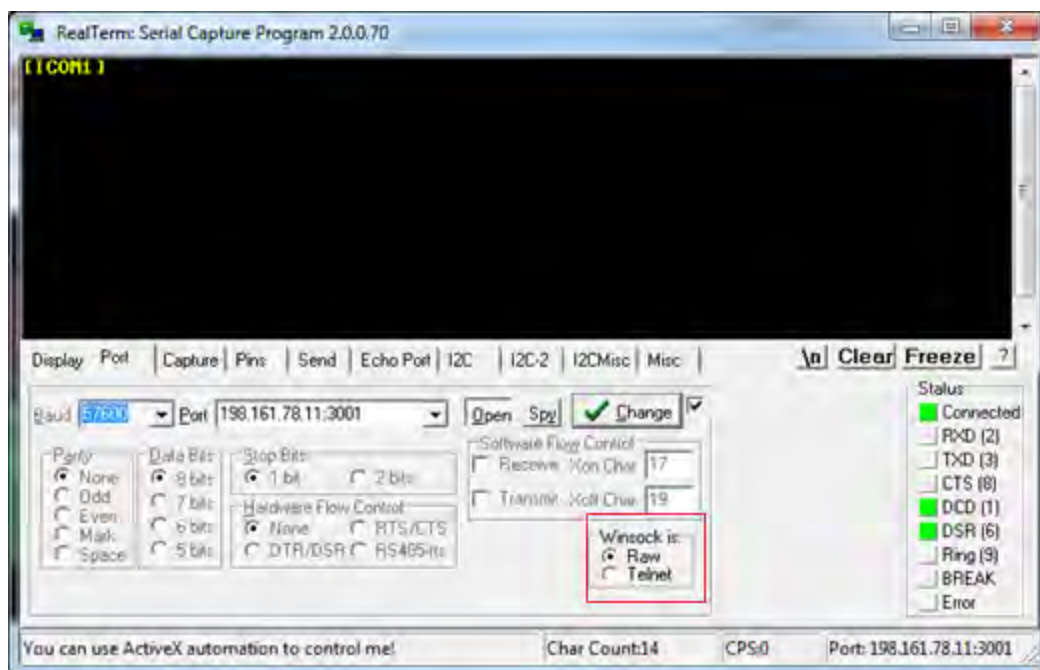 RealTerm: Serial Capture Program 2.0.0.70
[ICOM1]
Display Port Capture Pins Send Echo Port I2C I2C-2 I2CMisc Misc \n Clear Freeze ?
Baud 57600 Port 198.161.78.11:3001 Open Spy Change
Parity
None
Odd
Even
Mark
Space
Data Bits
8 bits
7 bits
6 bits
5 bits
Stop Bits
1 bit 2 bits
Hardware Flow Control
None RTS/CTS
DTR/DSR RS485-rts
Software Flow Control
Receive Xon Char 17
Transmit Xoff Char 19
Winsock is:
Raw
Telnet
Status
Connected
RXD (2)
TXD (3)
CTS (8)
DCD (1)
DSR (6)
Ring (9)
BREAK
Error
You can use ActiveX automation to control me! Char Count:14 CPS:0 Port: 198.161.78.11:3001